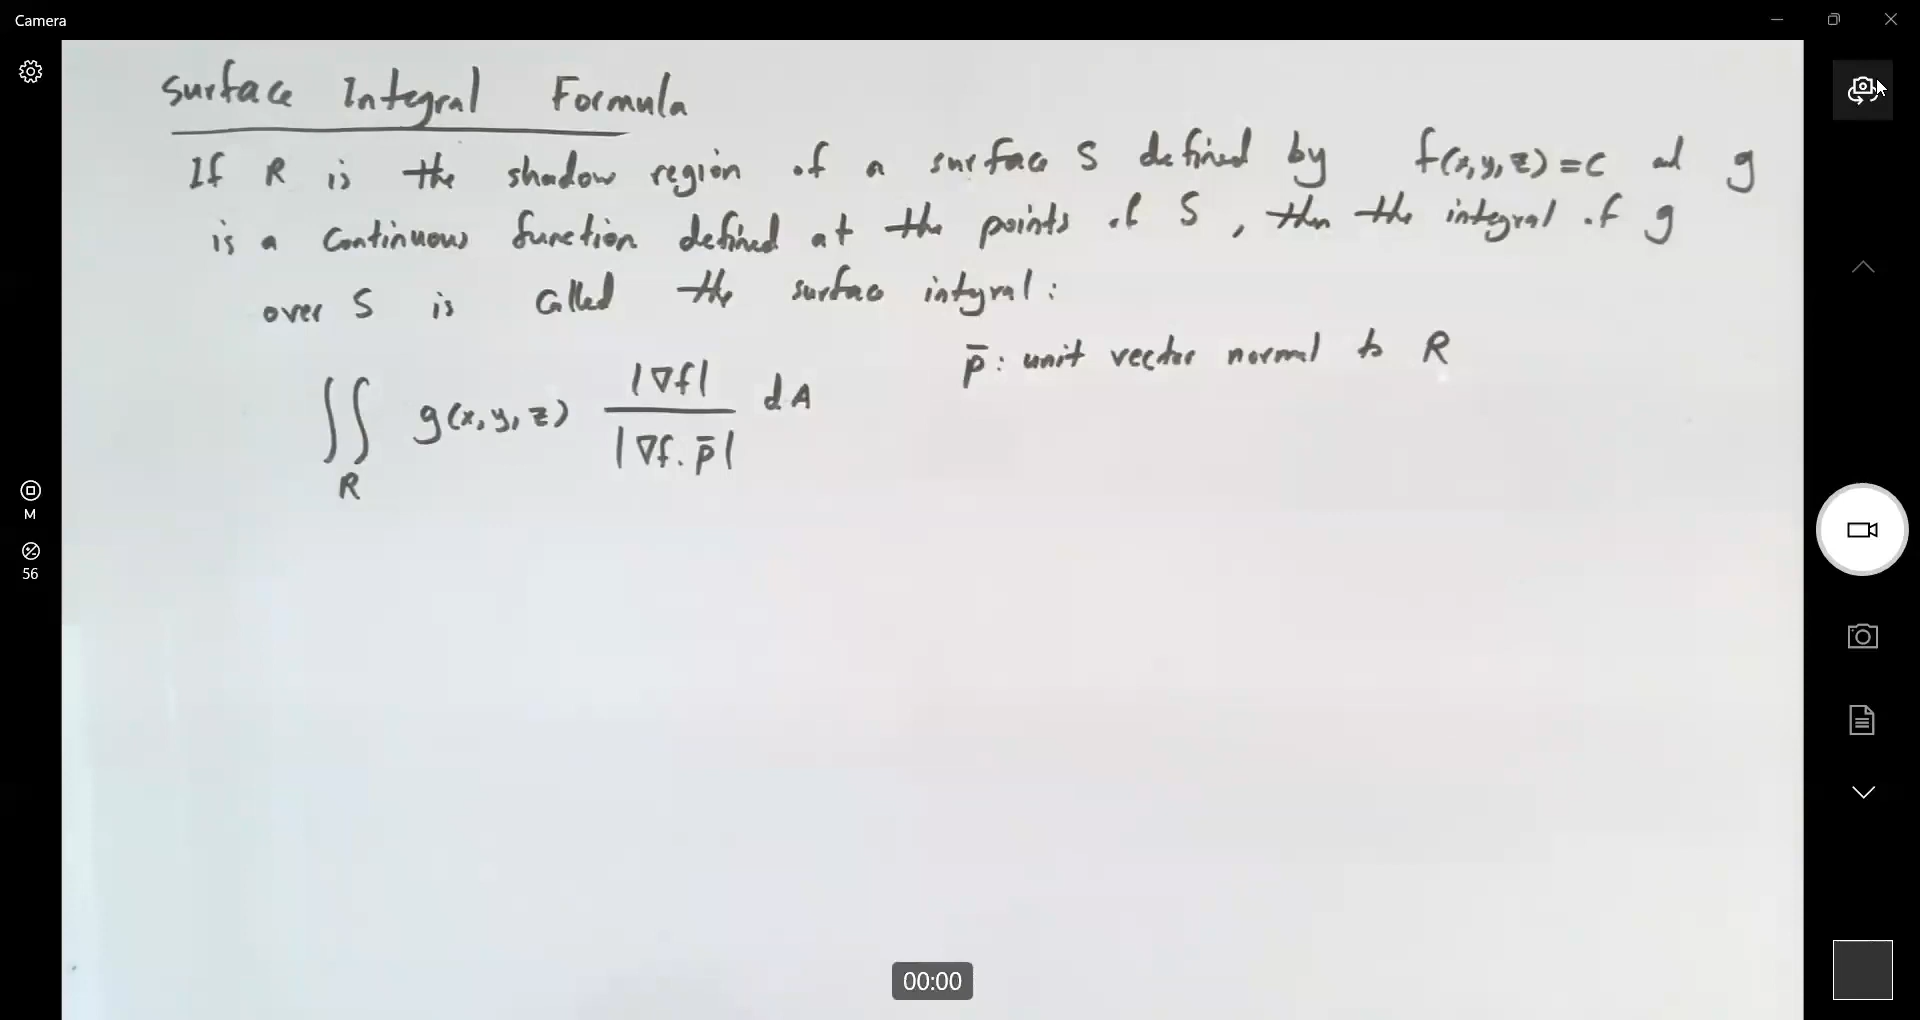 Camera
Surface Integral Formula
If R is the shadow region of a surface S defined by f(x,y,z)=C and g
is a continuous function defined at the points of S, then the integral of g
over S is called the surface integral:
p̄: unit vector normal to R
∬_R g(x,y,z) |∇f| / |∇f.p̄| dA
M
56
00:00